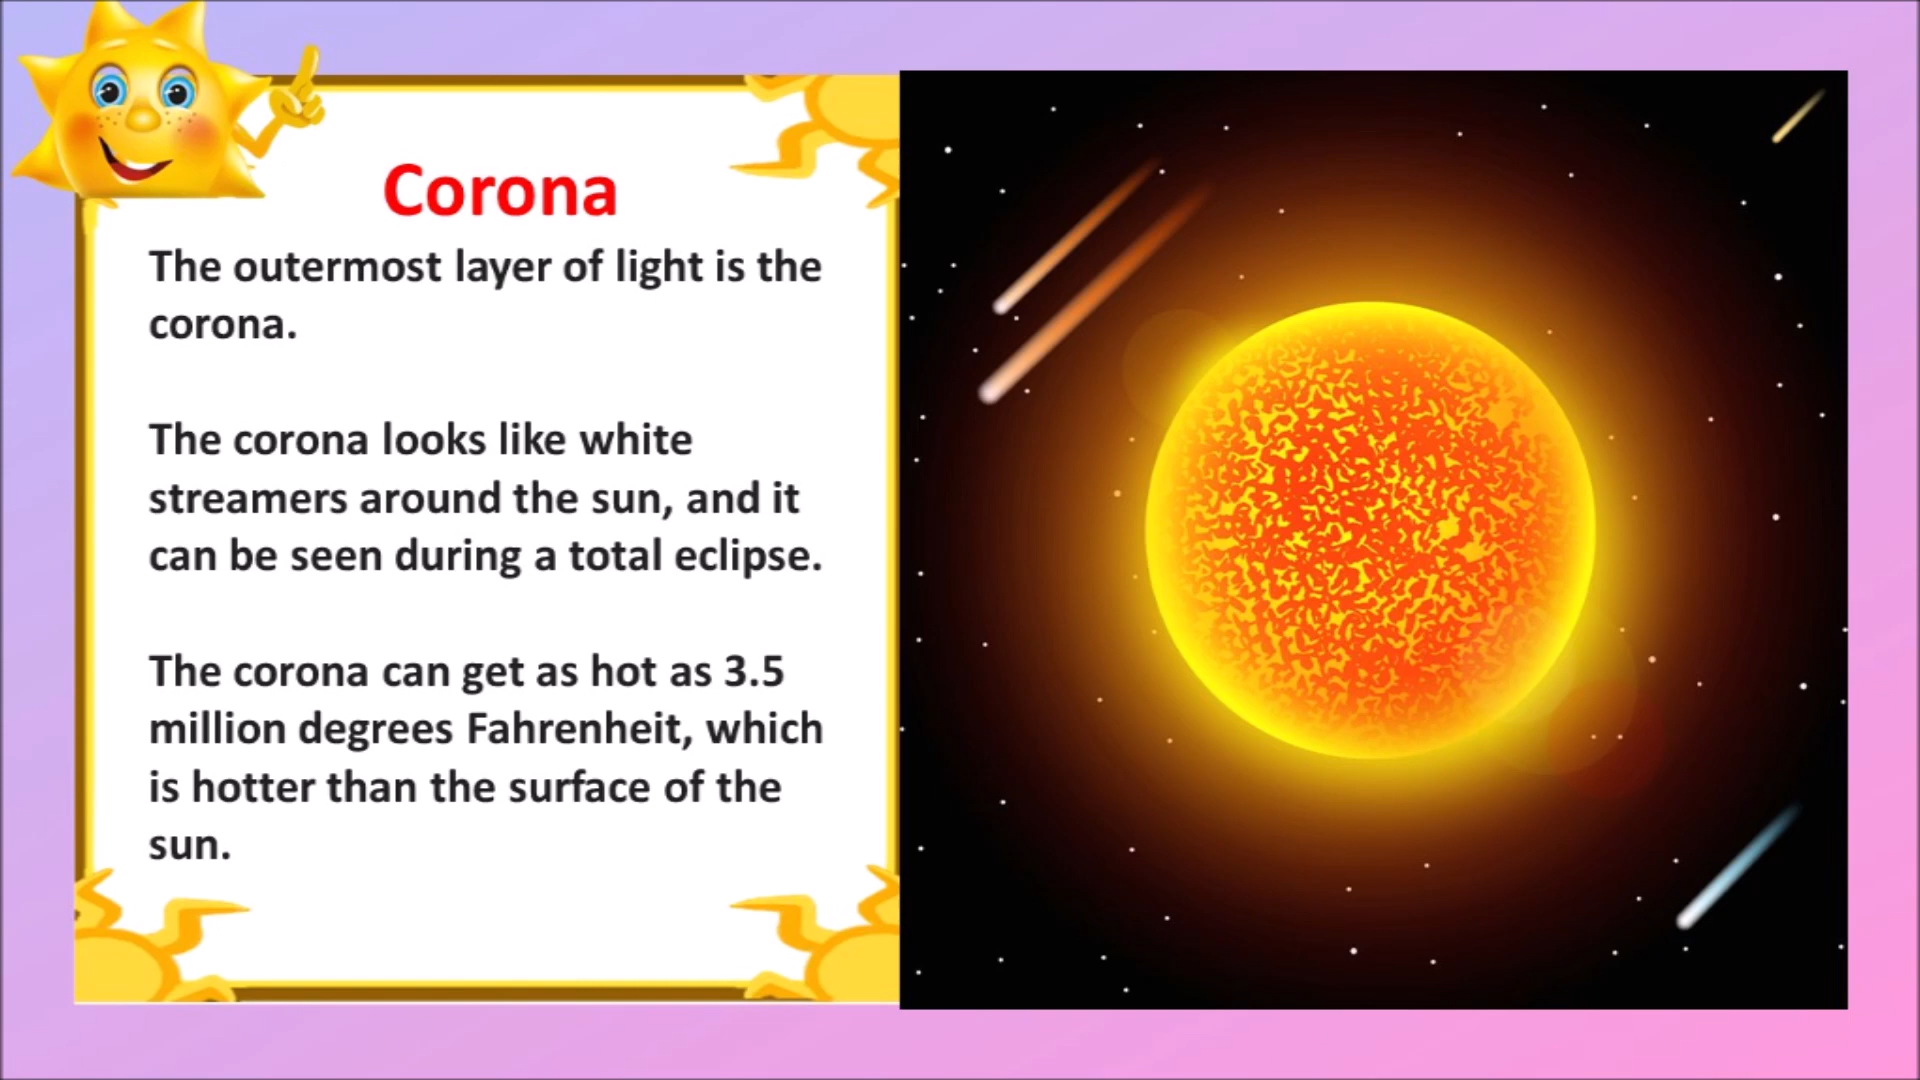 Corona
The outermost layer of light is the
corona.
The corona looks like white
streamers around the sun, and it
can be seen during a total eclipse.
The corona can get as hot as 3.5
million degrees Fahrenheit, which
is hotter than the surface of the
sun.